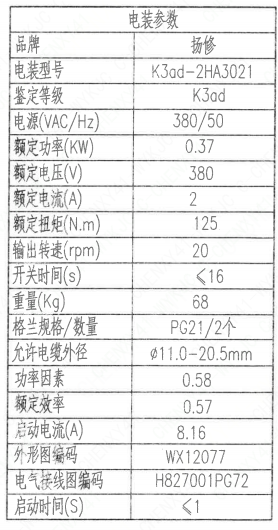 电装参数
品牌 扬修
电装型号 K3ad-2HA3021
鉴定等级 K3ad
电源(VAC/Hz) 380/50
额定功率(KW) 0.37
额定电压(V) 380
额定电流(A) 2
额定扭矩(N.m) 125
输出转速(rpm) 20
开关时间(s) ≤16
重量(Kg) 68
格兰规格/数量 PG21/2个
允许电缆外径 ø11.0-20.5mm
功率因素 0.58
额定效率 0.57
启动电流(A) 8.16
外形图编码 WX12077
电气接线图编码 H827001PG72
启动时间(S) ≤1